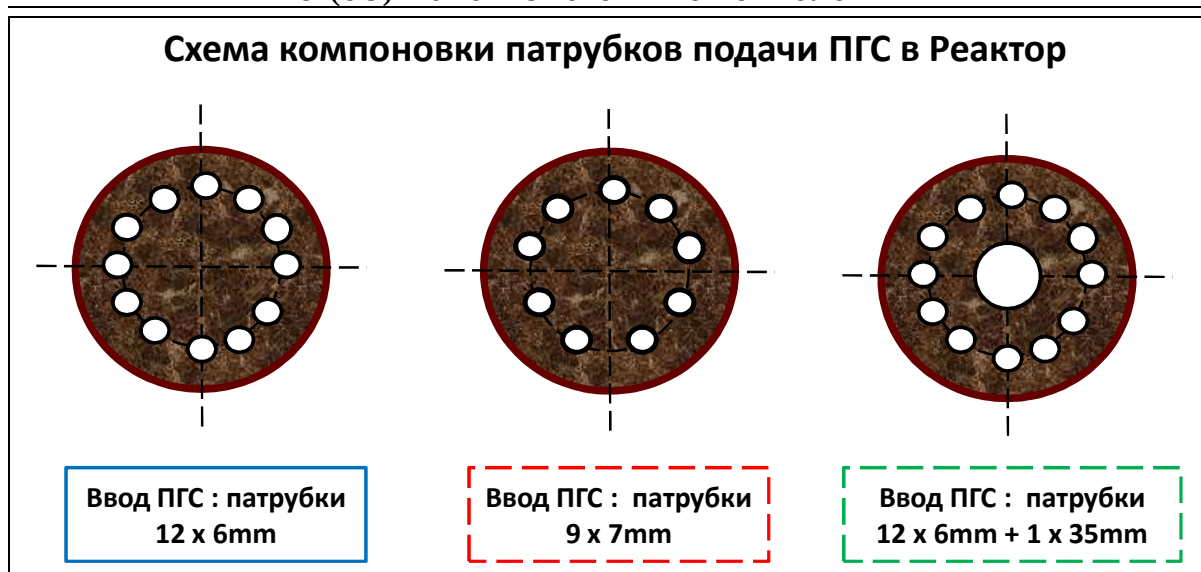 Схема компоновки патрубков подачи ПГС в Реактор
Ввод ПГС : патрубки
12 x 6mm
Ввод ПГС : патрубки
9 x 7mm
Ввод ПГС : патрубки
12 x 6mm + 1 x 35mm